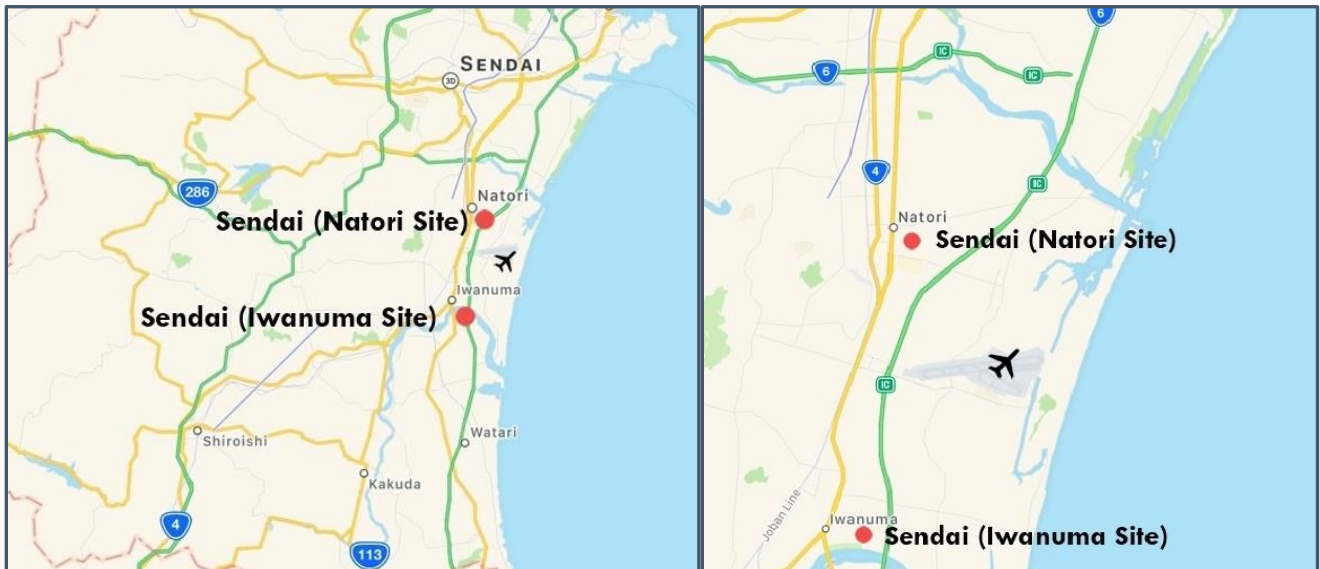 SENDAI
3D
286
Natori
Sendai (Natori Site)
Iwanuma
Sendai (Iwanuma Site)
Shiroishi
Watari
Kakuda
4
113
6
IC
6
IC
4
IC
Natori
Sendai (Natori Site)
IC
Joban Line
Iwanuma
Sendai (Iwanuma Site)